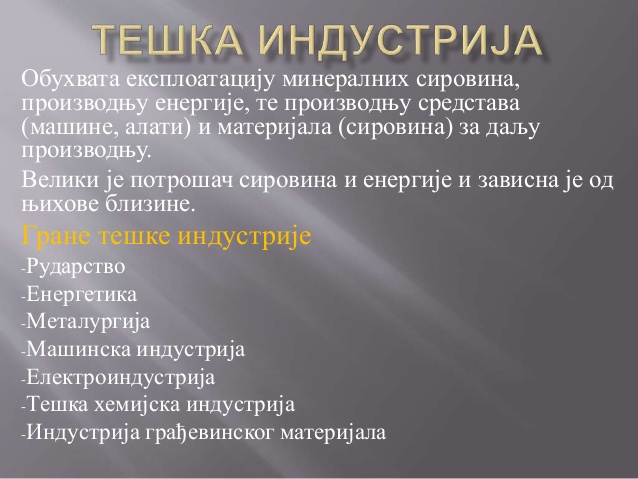 ТЕШКА ИНДУСТРИЈА
Обухвата експлоатацију минералних сировина,
производњу енергије, те производњу средстава
(машине, алати) и материјала (сировина) за даљу
производњу.
Велики је потрошач сировина и енергије и зависна је од
њихове близине.
Гране тешке индустрије
-Рударство
-Енергетика
-Металургија
-Машинска индустрија
-Електроиндустрија
-Тешка хемијска индустрија
-Индустрија грађевинског материјала